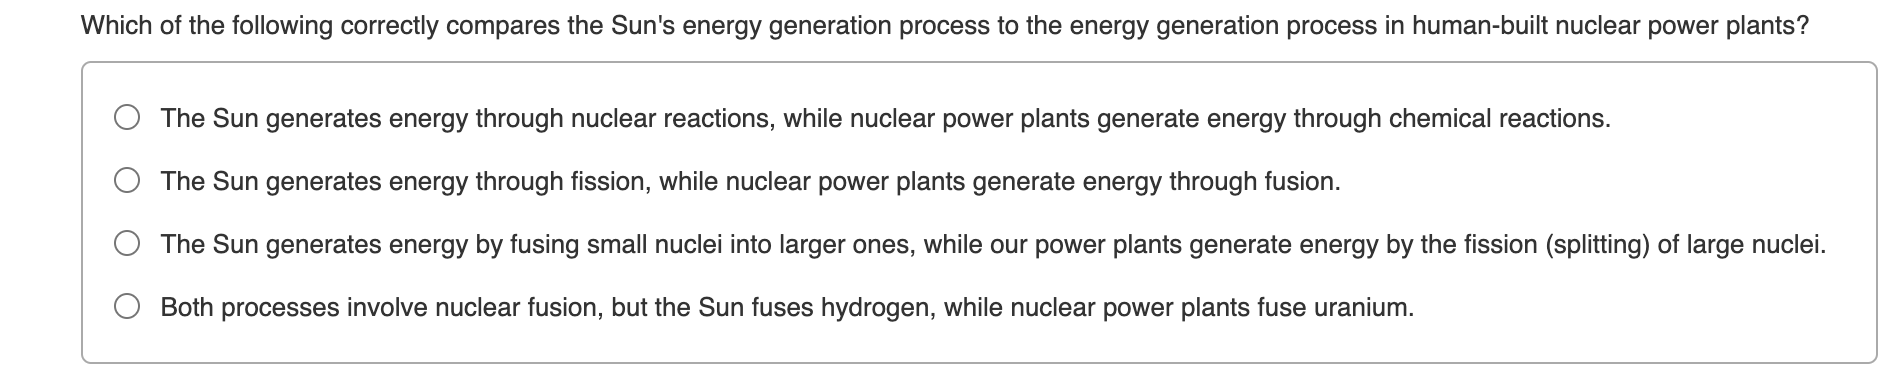 Which of the following correctly compares the Sun's energy generation process to the energy generation process in human-built nuclear power plants?
The Sun generates energy through nuclear reactions, while nuclear power plants generate energy through chemical reactions.
The Sun generates energy through fission, while nuclear power plants generate energy through fusion.
The Sun generates energy by fusing small nuclei into larger ones, while our power plants generate energy by the fission (splitting) of large nuclei.
Both processes involve nuclear fusion, but the Sun fuses hydrogen, while nuclear power plants fuse uranium.